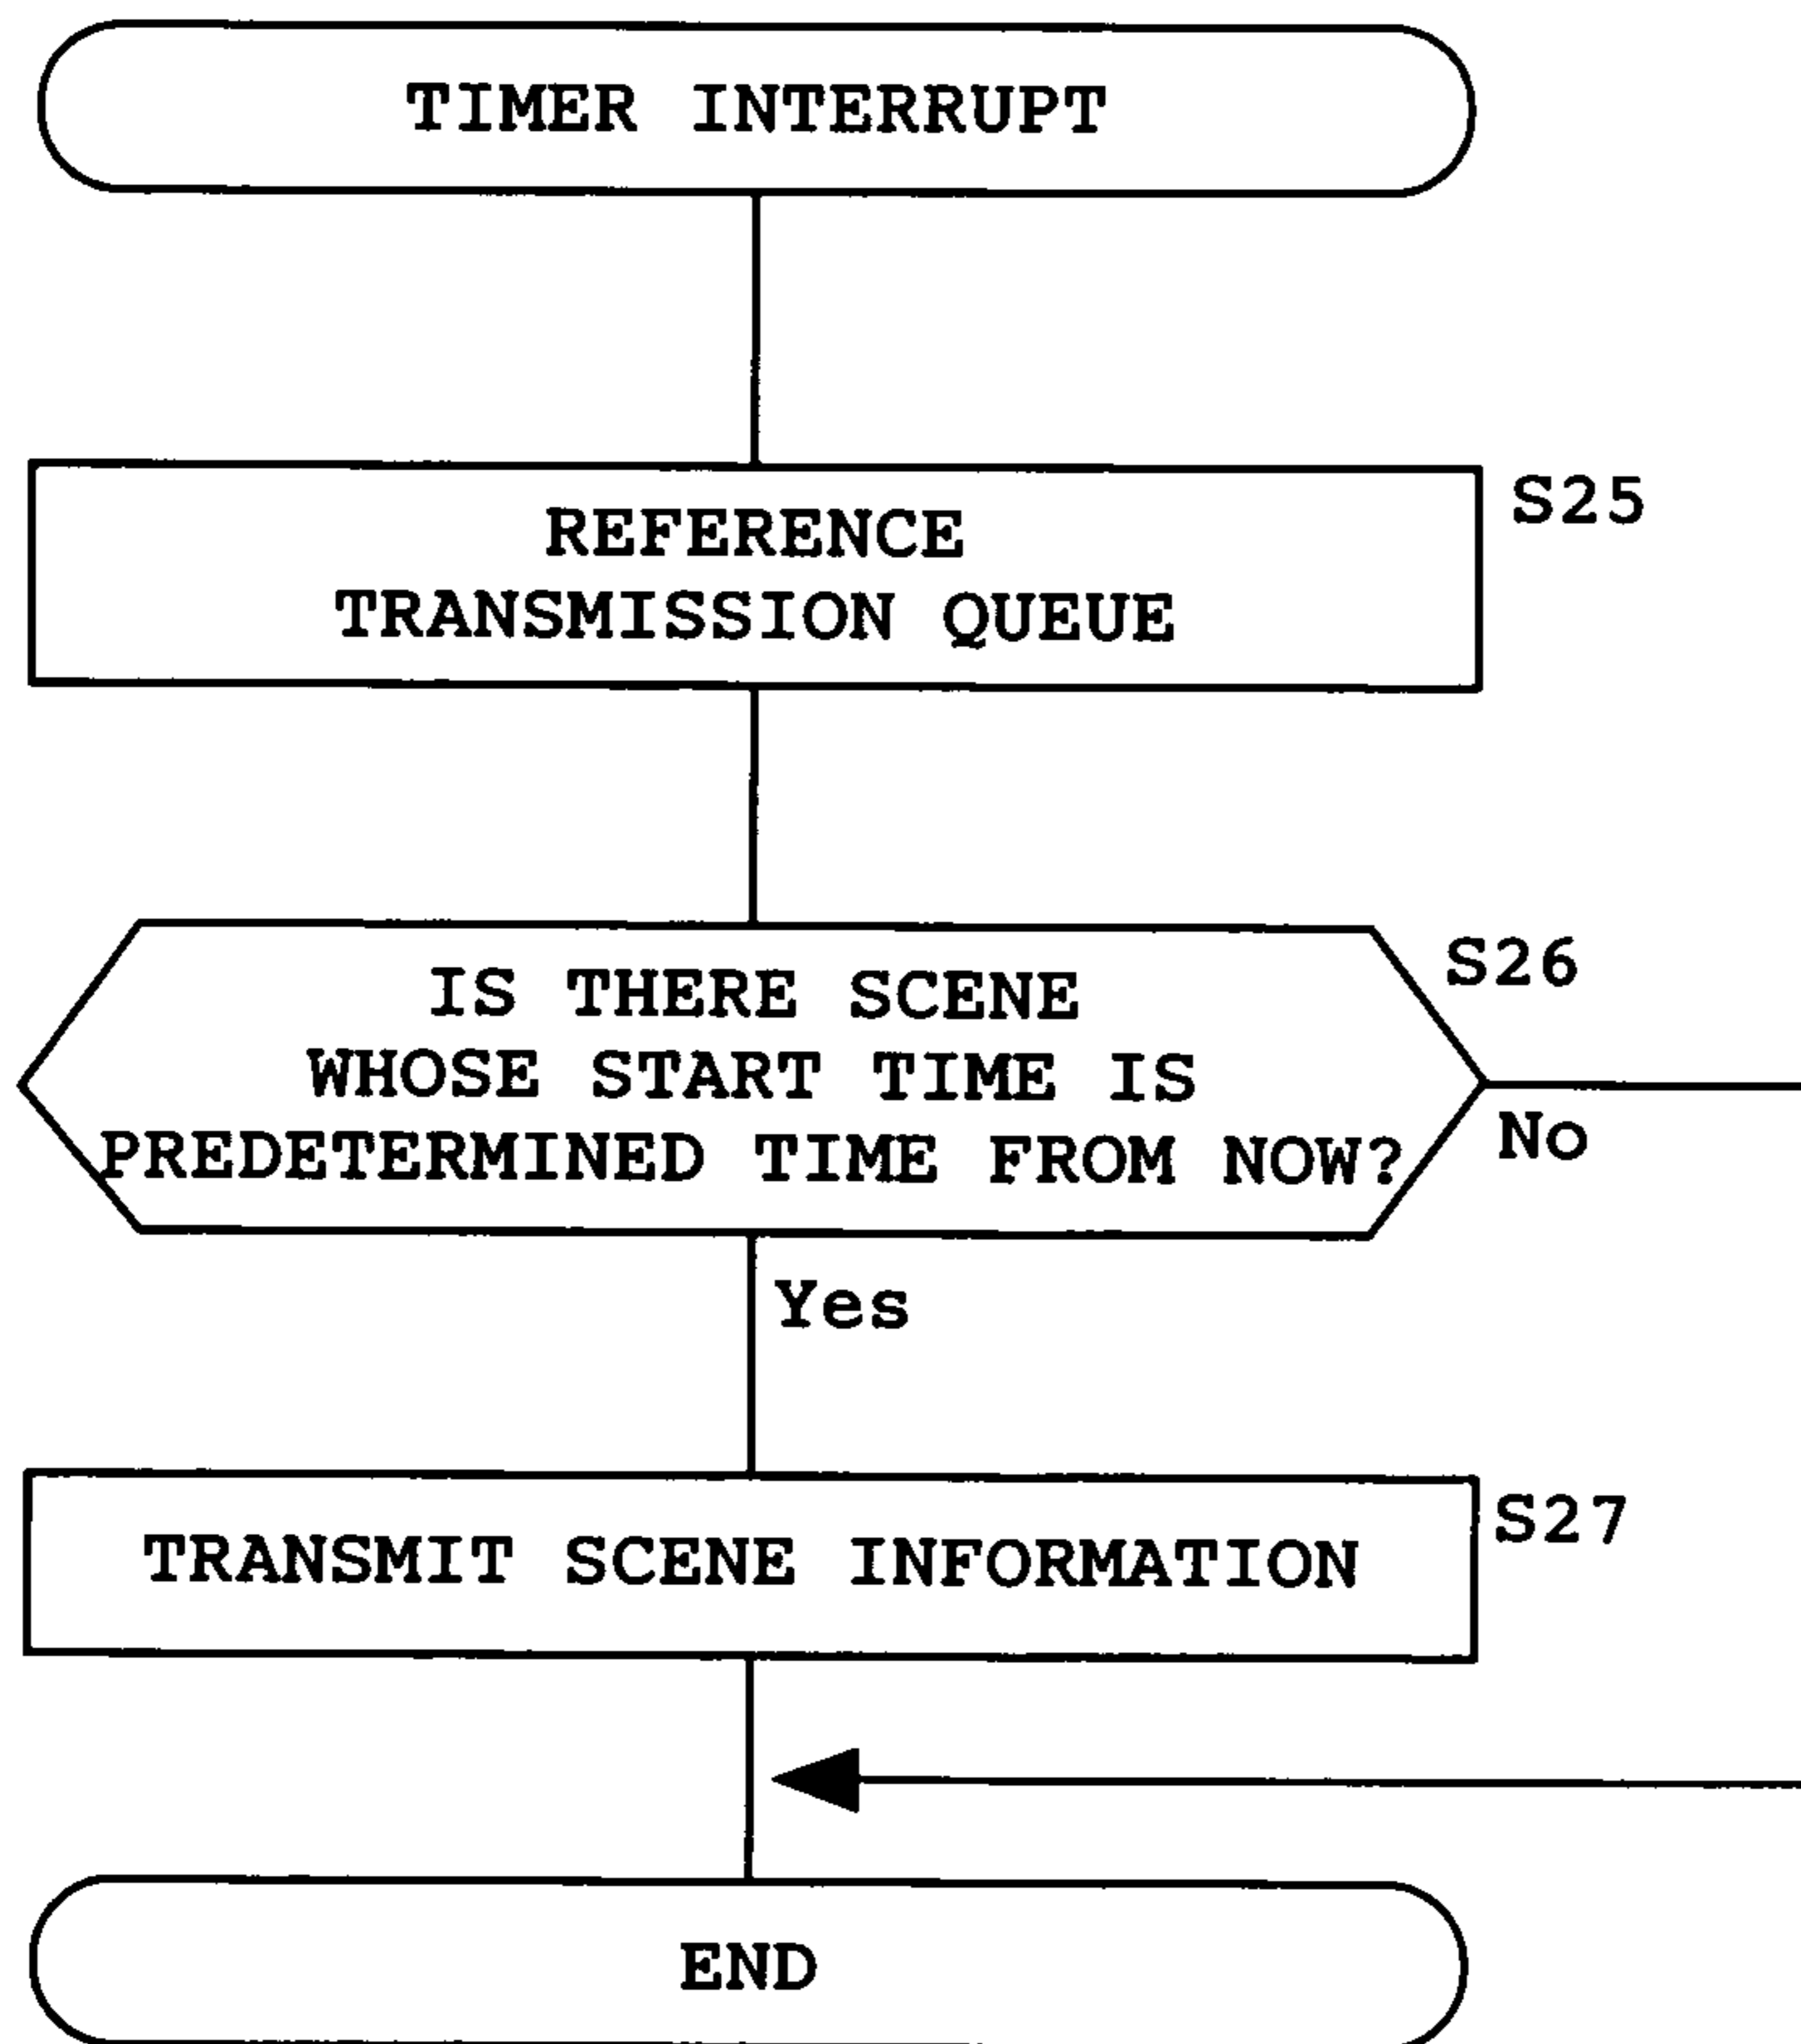 TIMER INTERRUPT
REFERENCE
TRANSMISSION QUEUE
S25
IS THERE SCENE
WHOSE START TIME IS
PREDETERMINED TIME FROM NOW?
S26
No
Yes
TRANSMIT SCENE INFORMATION
S27
END